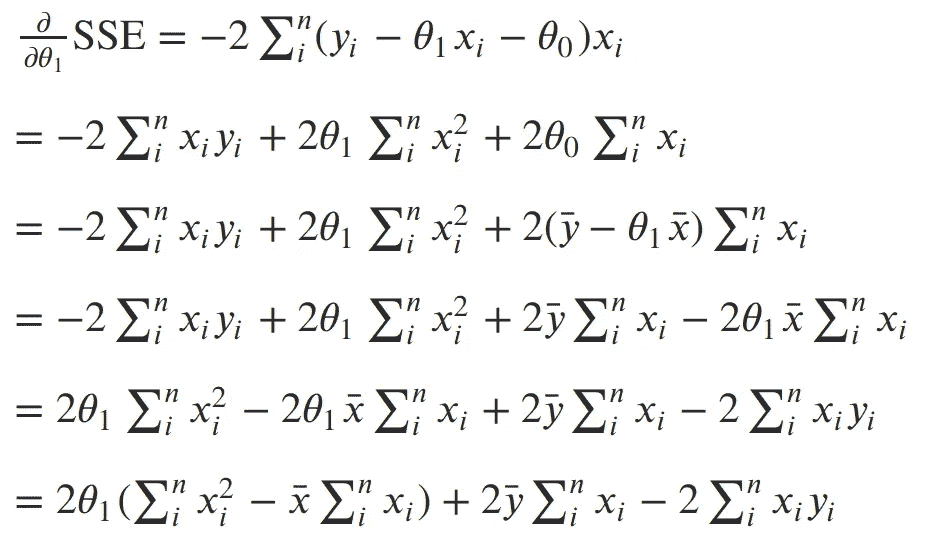 ∂/∂θ₁ SSE = −2 ∑ᵢⁿ(yᵢ − θ₁xᵢ − θ₀)xᵢ
= −2 ∑ᵢⁿ xᵢyᵢ + 2θ₁ ∑ᵢⁿ xᵢ² + 2θ₀ ∑ᵢⁿ xᵢ
= −2 ∑ᵢⁿ xᵢyᵢ + 2θ₁ ∑ᵢⁿ xᵢ² + 2(ȳ − θ₁x̄) ∑ᵢⁿ xᵢ
= −2 ∑ᵢⁿ xᵢyᵢ + 2θ₁ ∑ᵢⁿ xᵢ² + 2ȳ ∑ᵢⁿ xᵢ − 2θ₁x̄ ∑ᵢⁿ xᵢ
= 2θ₁ ∑ᵢⁿ xᵢ² − 2θ₁x̄ ∑ᵢⁿ xᵢ + 2ȳ ∑ᵢⁿ xᵢ − 2 ∑ᵢⁿ xᵢyᵢ
= 2θ₁(∑ᵢⁿ xᵢ² − x̄ ∑ᵢⁿ xᵢ) + 2ȳ ∑ᵢⁿ xᵢ − 2 ∑ᵢⁿ xᵢyᵢ